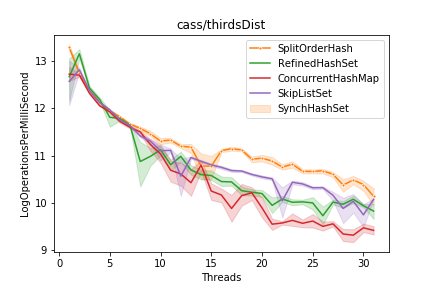 cass/thirdsDist
LogOperationsPerMilliSecond
13
12
11
10
9
SplitOrderHash
RefinedHashSet
ConcurrentHashMap
SkipListSet
SynchHashSet
0
5
10
15
20
25
30
Threads